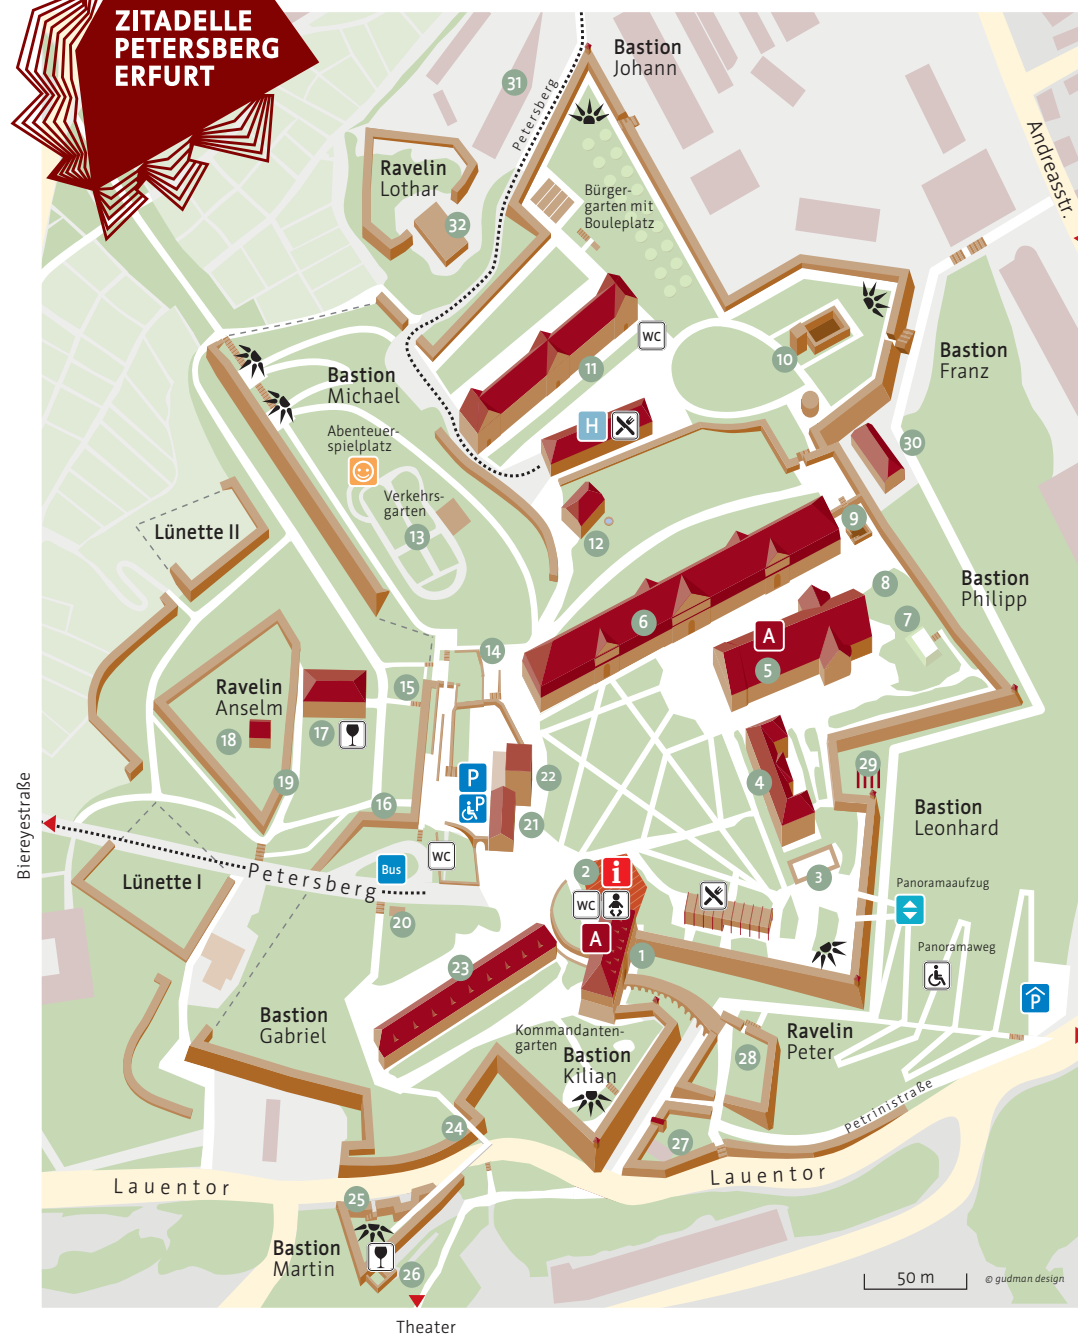 ZITADELLE
PETERSBERG
ERFURT
Bastion
Johann
31
Petersberg
Andreasstr.
Ravelin
Lothar
32
Bürger-
garten mit
Bouleplatz
WC
11
10
Bastion
Franz
Bastion
Michael
Abenteuer-
spielplatz
H
30
Verkehrs-
garten
13
Lünette II
12
9
8
Bastion
Philipp
7
6
A
5
14
15
Ravelin
Anselm
18
17
19
16
P
P
22
21
4
29
Bastion
Leonhard
Biereyestraße
WC
Bus
Petersberg
Lünette I
20
2
i
WC
A
1
3
Panoramaaufzug
Panoramaweg
P
23
Bastion
Gabriel
Kommandanten-
garten
Bastion
Kilian
Ravelin
Peter
28
24
27
Petrinistraße
Lauentor
Lauentor
25
Bastion
Martin
26
50 m
© gudman design
Theater